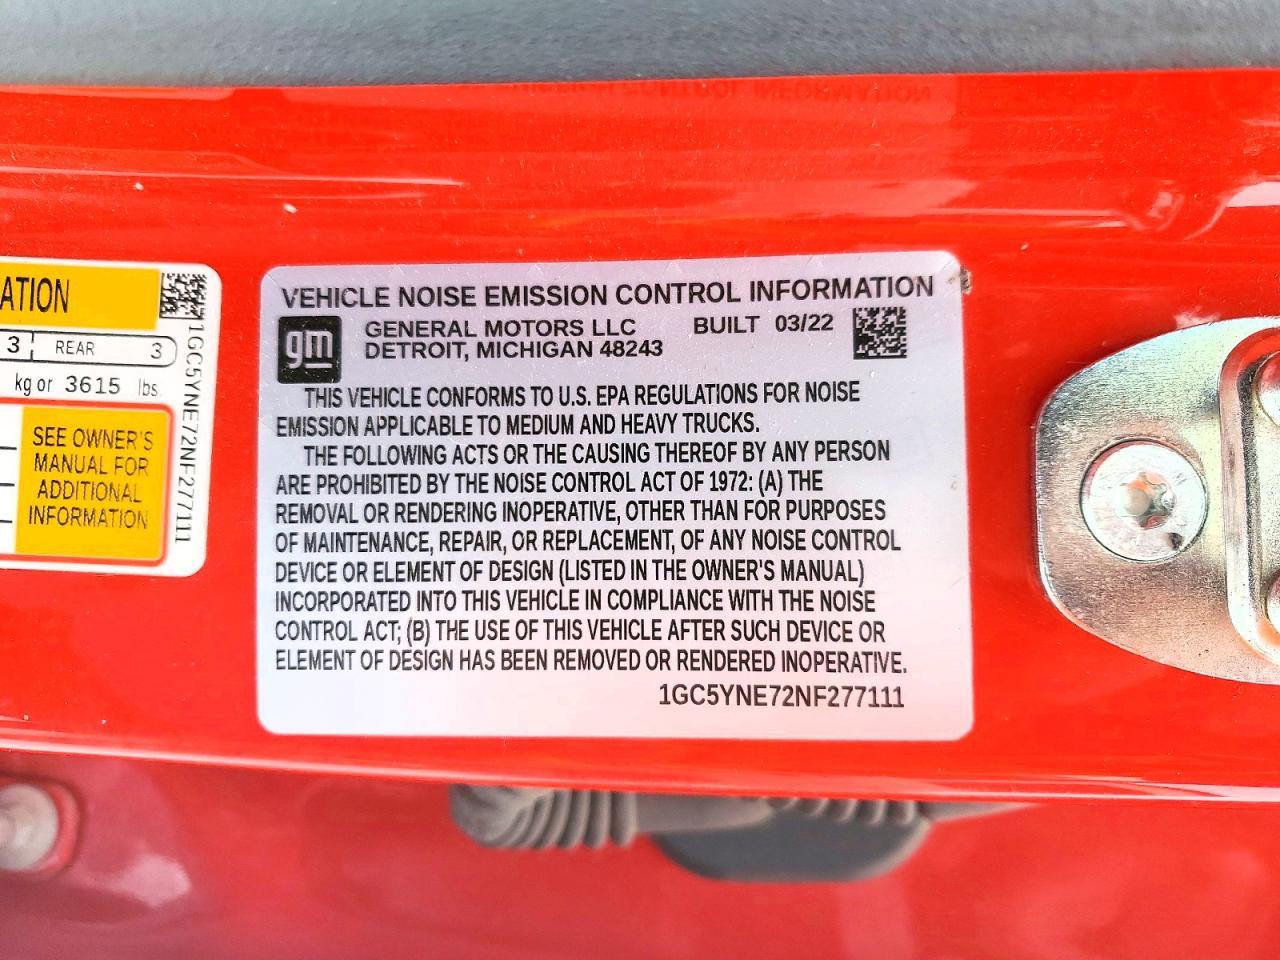 ATION
3 REAR 3
kg or 3615 lbs.
SEE OWNER'S
MANUAL FOR
ADDITIONAL
INFORMATION
1GC5YNE72NF277111
VEHICLE NOISE EMISSION CONTROL INFORMATION
gm
GENERAL MOTORS LLC BUILT 03/22
DETROIT, MICHIGAN 48243
THIS VEHICLE CONFORMS TO U.S. EPA REGULATIONS FOR NOISE
EMISSION APPLICABLE TO MEDIUM AND HEAVY TRUCKS.
THE FOLLOWING ACTS OR THE CAUSING THEREOF BY ANY PERSON
ARE PROHIBITED BY THE NOISE CONTROL ACT OF 1972: (A) THE
REMOVAL OR RENDERING INOPERATIVE, OTHER THAN FOR PURPOSES
OF MAINTENANCE, REPAIR, OR REPLACEMENT, OF ANY NOISE CONTROL
DEVICE OR ELEMENT OF DESIGN (LISTED IN THE OWNER'S MANUAL)
INCORPORATED INTO THIS VEHICLE IN COMPLIANCE WITH THE NOISE
CONTROL ACT; (B) THE USE OF THIS VEHICLE AFTER SUCH DEVICE OR
ELEMENT OF DESIGN HAS BEEN REMOVED OR RENDERED INOPERATIVE.
1GC5YNE72NF277111